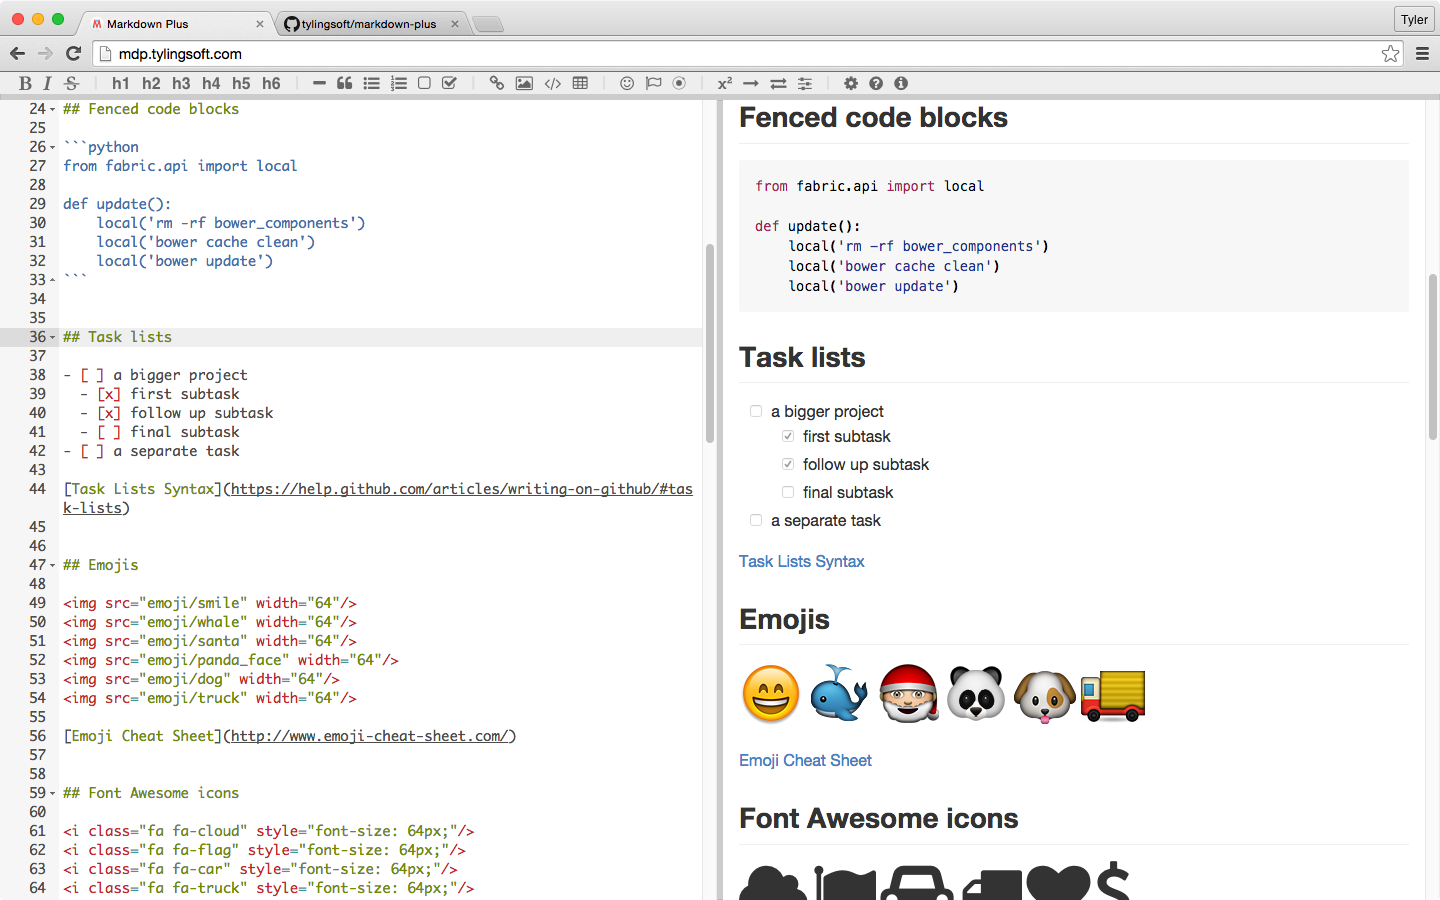 Markdown Plus
tylingsoft/markdown-plus
Tyler
mdp.tylingsoft.com
B I S h1 h2 h3 h4 h5 h6 x²
24 ## Fenced code blocks
25
26 ```python
27 from fabric.api import local
28
29 def update():
30     local('rm -rf bower_components')
31     local('bower cache clean')
32     local('bower update')
33 ```
34
35
36 ## Task lists
37
38 - [ ] a bigger project
39   - [x] first subtask
40   - [x] follow up subtask
41   - [ ] final subtask
42 - [ ] a separate task
43
44 [Task Lists Syntax](https://help.github.com/articles/writing-on-github/#tas
k-lists)
45
46
47 ## Emojis
48
49 <img src="emoji/smile" width="64"/>
50 <img src="emoji/whale" width="64"/>
51 <img src="emoji/santa" width="64"/>
52 <img src="emoji/panda_face" width="64"/>
53 <img src="emoji/dog" width="64"/>
54 <img src="emoji/truck" width="64"/>
55
56 [Emoji Cheat Sheet](http://www.emoji-cheat-sheet.com/)
57
58
59 ## Font Awesome icons
60
61 <i class="fa fa-cloud" style="font-size: 64px;"/>
62 <i class="fa fa-flag" style="font-size: 64px;"/>
63 <i class="fa fa-car" style="font-size: 64px;"/>
64 <i class="fa fa-truck" style="font-size: 64px;"/>
Fenced code blocks
from fabric.api import local
def update():
    local('rm -rf bower_components')
    local('bower cache clean')
    local('bower update')
Task lists
a bigger project
first subtask
follow up subtask
final subtask
a separate task
Task Lists Syntax
Emojis
Emoji Cheat Sheet
Font Awesome icons